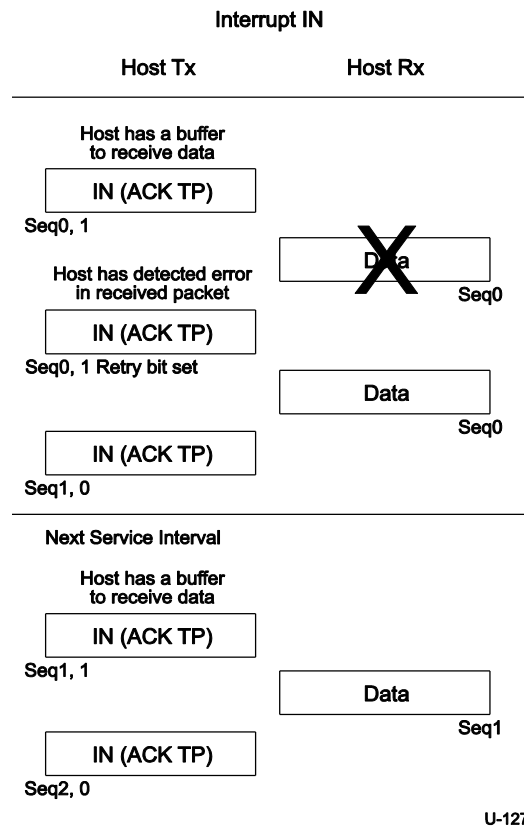 Interrupt IN
Host Tx Host Rx
Host has a buffer
to receive data
IN (ACK TP)
Seq0, 1
Data
Seq0
Host has detected error
in received packet
IN (ACK TP)
Seq0, 1 Retry bit set
Data
Seq0
IN (ACK TP)
Seq1, 0
Next Service Interval
Host has a buffer
to receive data
IN (ACK TP)
Seq1, 1
Data
Seq1
IN (ACK TP)
Seq2, 0
U-127